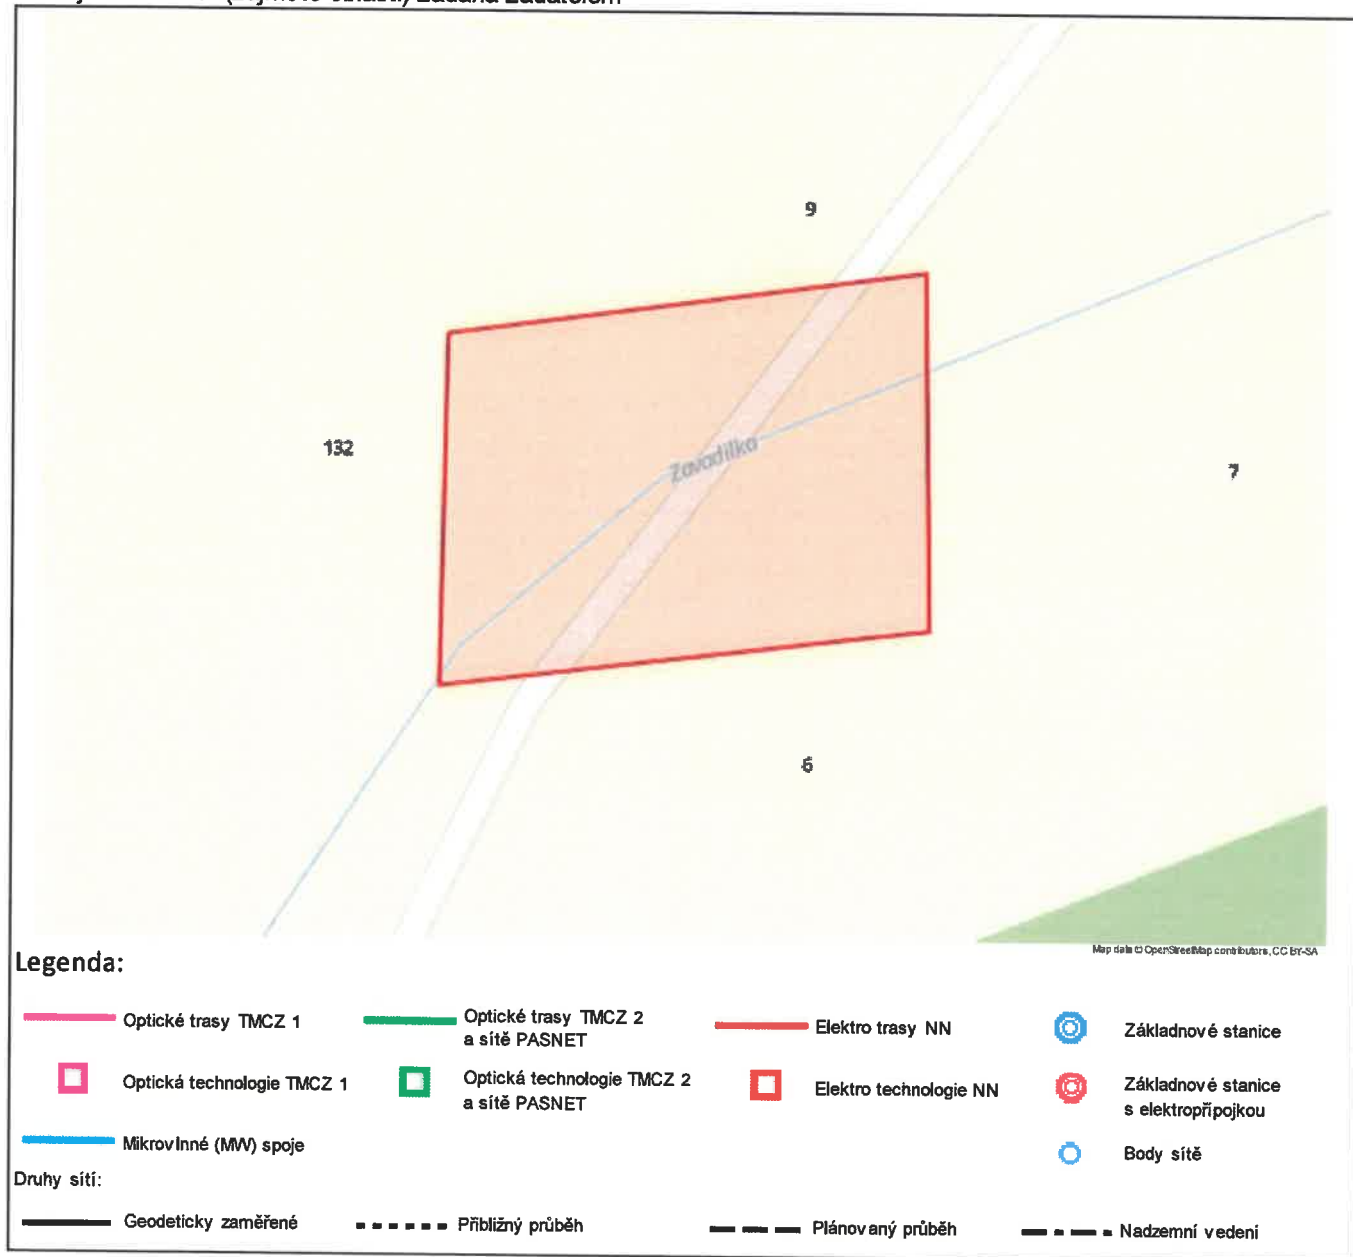 9
132
Zavadilka
7
6
Map data © OpenStreetMap contributors, CC BY-SA
Legenda:
Optické trasy TMCZ 1
Optické trasy TMCZ 2
a sítě PASNET
Elektro trasy NN
Základnové stanice
Optická technologie TMCZ 1
Optická technologie TMCZ 2
a sítě PASNET
Elektro technologie NN
Základnové stanice
s elektropřípojkou
Mikrovlnné (MW) spoje
Body sítě
Druhy sítí:
Geodeticky zaměřené
Přibližný průběh
Plánovaný průběh
Nadzemní vedení